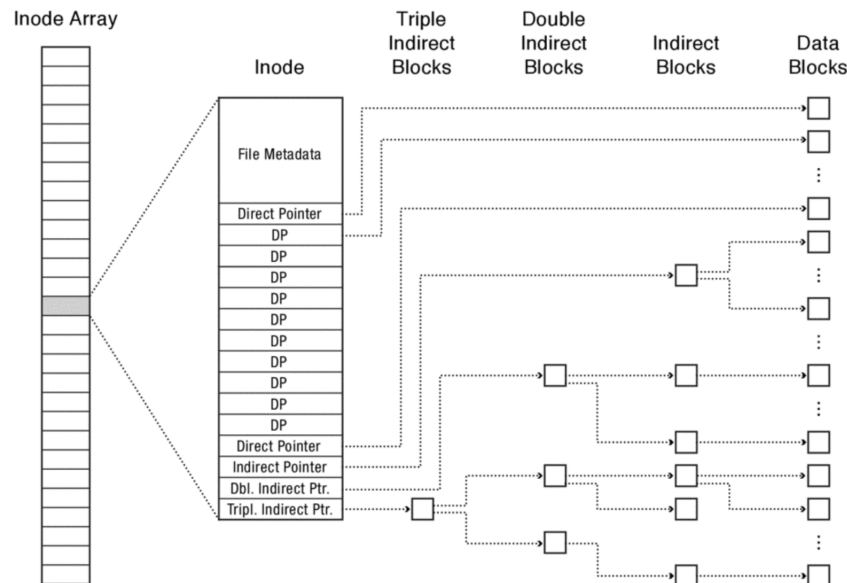 Inode Array
Inode
Triple
Indirect
Blocks
Double
Indirect
Blocks
Indirect
Blocks
Data
Blocks
File Metadata
Direct Pointer
DP
DP
DP
DP
DP
DP
DP
DP
DP
DP
Direct Pointer
Indirect Pointer
Dbl. Indirect Ptr.
Tripl. Indirect Ptr.